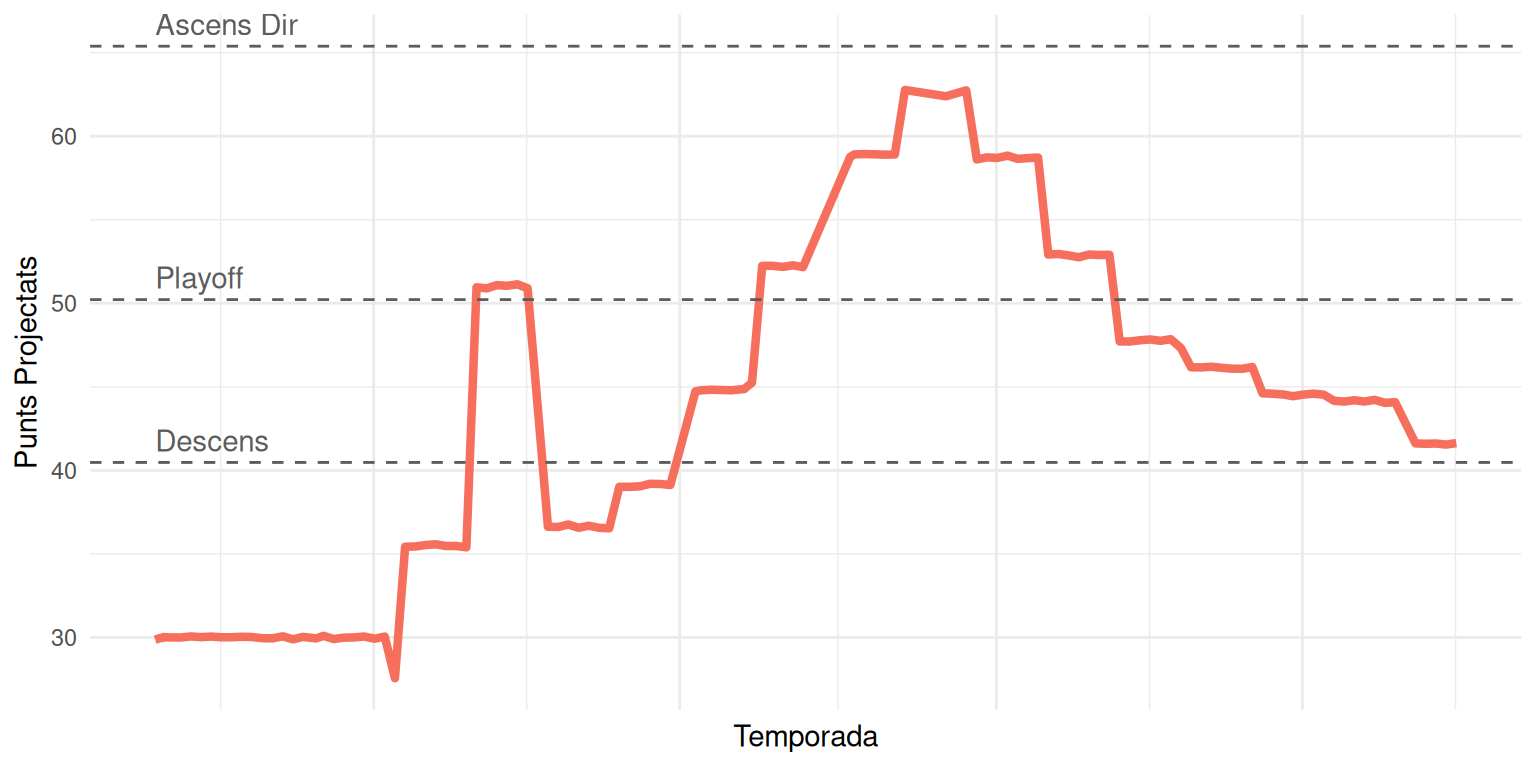 Ascens Dir
60
Playoff
50
Descens
40
30
Punts Projectats
Temporada